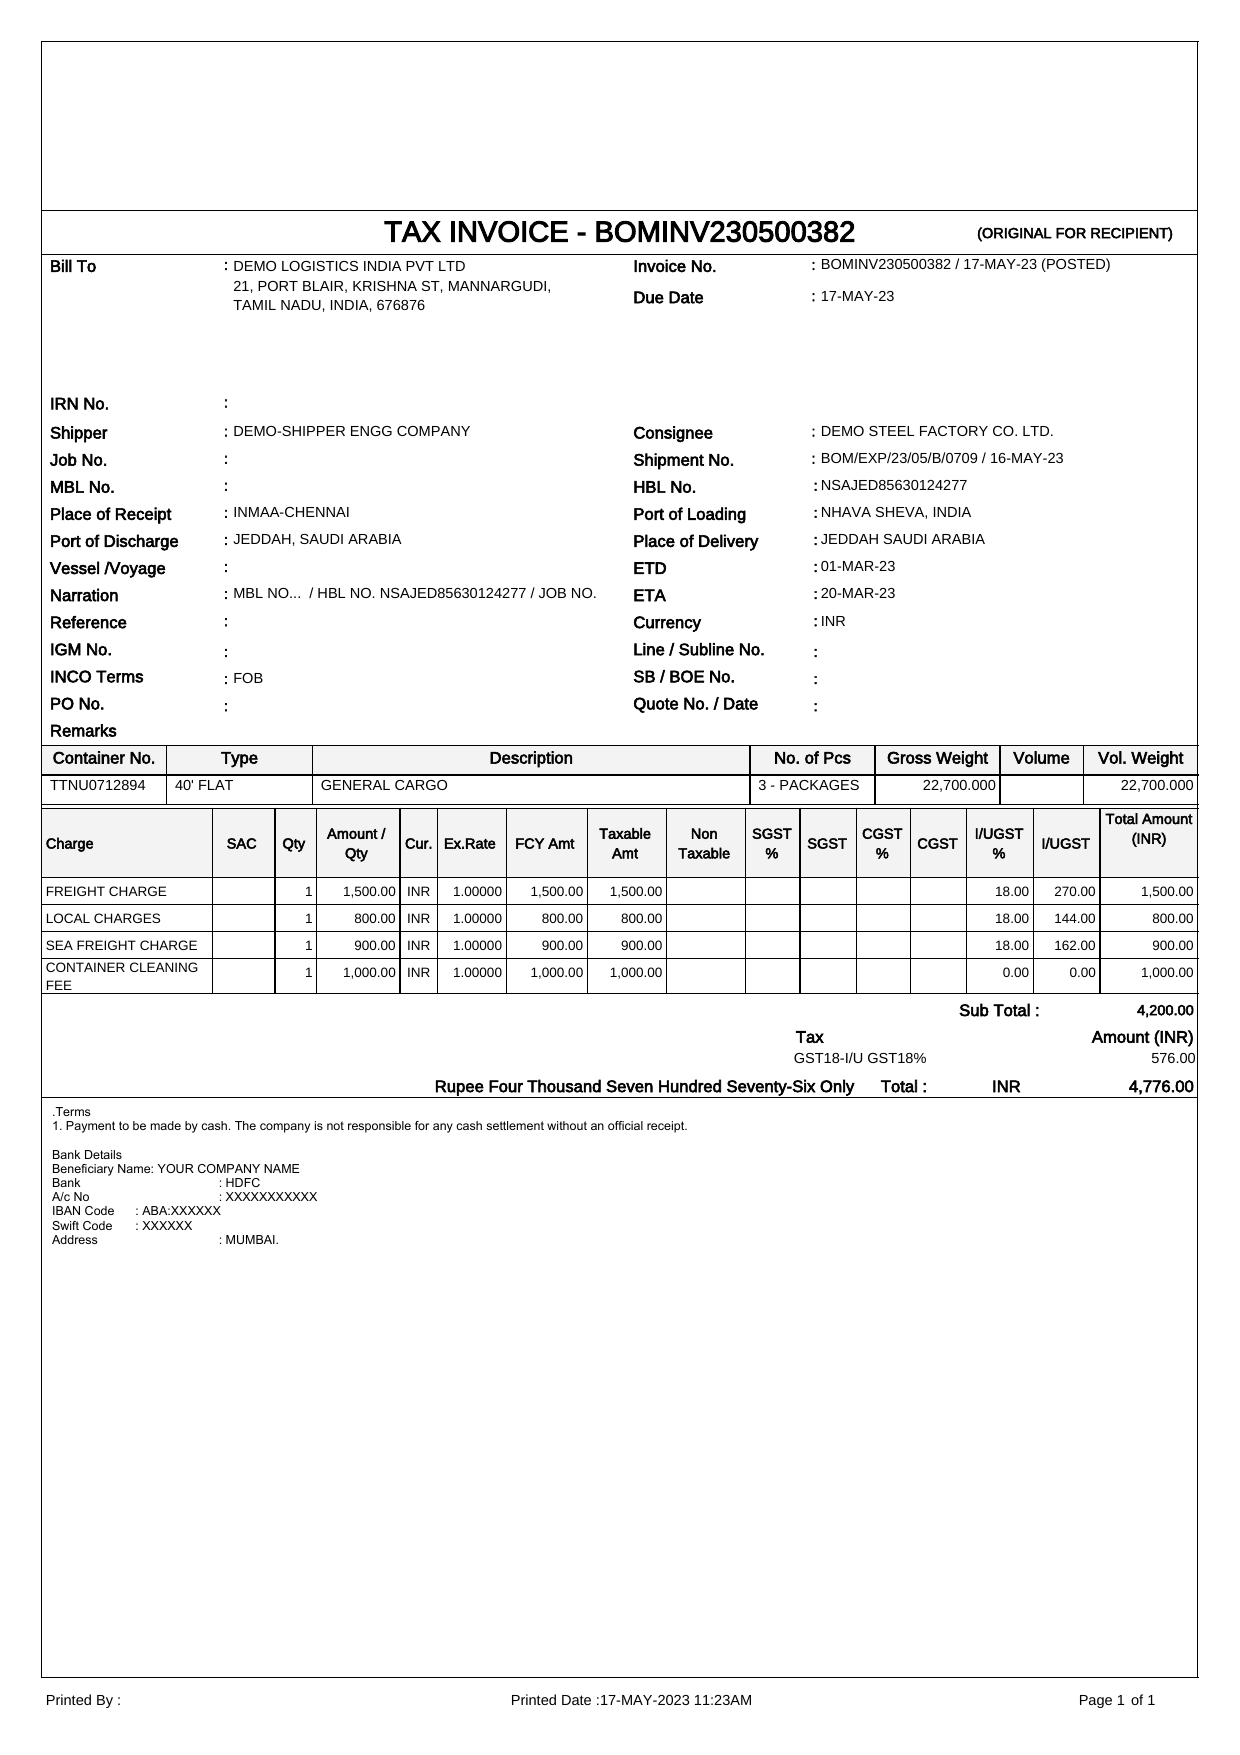 TAX INVOICE - BOMINV230500382 (ORIGINAL FOR RECIPIENT)
Bill To : DEMO LOGISTICS INDIA PVT LTD Invoice No. : BOMINV230500382 / 17-MAY-23 (POSTED)
21, PORT BLAIR, KRISHNA ST, MANNARGUDI,
Due Date : 17-MAY-23
TAMIL NADU, INDIA, 676876
IRN No. :
Shipper : DEMO-SHIPPER ENGG COMPANY Consignee : DEMO STEEL FACTORY CO. LTD.
Job No. : Shipment No. : BOM/EXP/23/05/B/0709 / 16-MAY-23
MBL No. : HBL No. : NSAJED85630124277
Place of Receipt : INMAA-CHENNAI Port of Loading : NHAVA SHEVA, INDIA
Port of Discharge : JEDDAH, SAUDI ARABIA Place of Delivery : JEDDAH SAUDI ARABIA
Vessel /Voyage : ETD : 01-MAR-23
Narration : MBL NO... / HBL NO. NSAJED85630124277 / JOB NO. ETA : 20-MAR-23
Reference : Currency : INR
IGM No. : Line / Subline No. :
INCO Terms : FOB SB / BOE No. :
PO No. : Quote No. / Date :
Remarks
Container No. Type Description No. of Pcs Gross Weight Volume Vol. Weight
TTNU0712894 40' FLAT GENERAL CARGO 3 - PACKAGES 22,700.000 22,700.000
Charge SAC Qty Amount / Qty Cur. Ex.Rate FCY Amt Taxable Amt Non Taxable SGST % SGST CGST % CGST I/UGST % I/UGST Total Amount (INR)
FREIGHT CHARGE 1 1,500.00 INR 1.00000 1,500.00 1,500.00 18.00 270.00 1,500.00
LOCAL CHARGES 1 800.00 INR 1.00000 800.00 800.00 18.00 144.00 800.00
SEA FREIGHT CHARGE 1 900.00 INR 1.00000 900.00 900.00 18.00 162.00 900.00
CONTAINER CLEANING FEE 1 1,000.00 INR 1.00000 1,000.00 1,000.00 0.00 0.00 1,000.00
Sub Total : 4,200.00
Tax Amount (INR)
GST18-I/U GST18% 576.00
Rupee Four Thousand Seven Hundred Seventy-Six Only Total : INR 4,776.00
.Terms
1. Payment to be made by cash. The company is not responsible for any cash settlement without an official receipt.
Bank Details
Beneficiary Name: YOUR COMPANY NAME
Bank : HDFC
A/c No : XXXXXXXXXXX
IBAN Code : ABA:XXXXXX
Swift Code : XXXXXX
Address : MUMBAI.
Printed By : Printed Date :17-MAY-2023 11:23AM Page 1 of 1